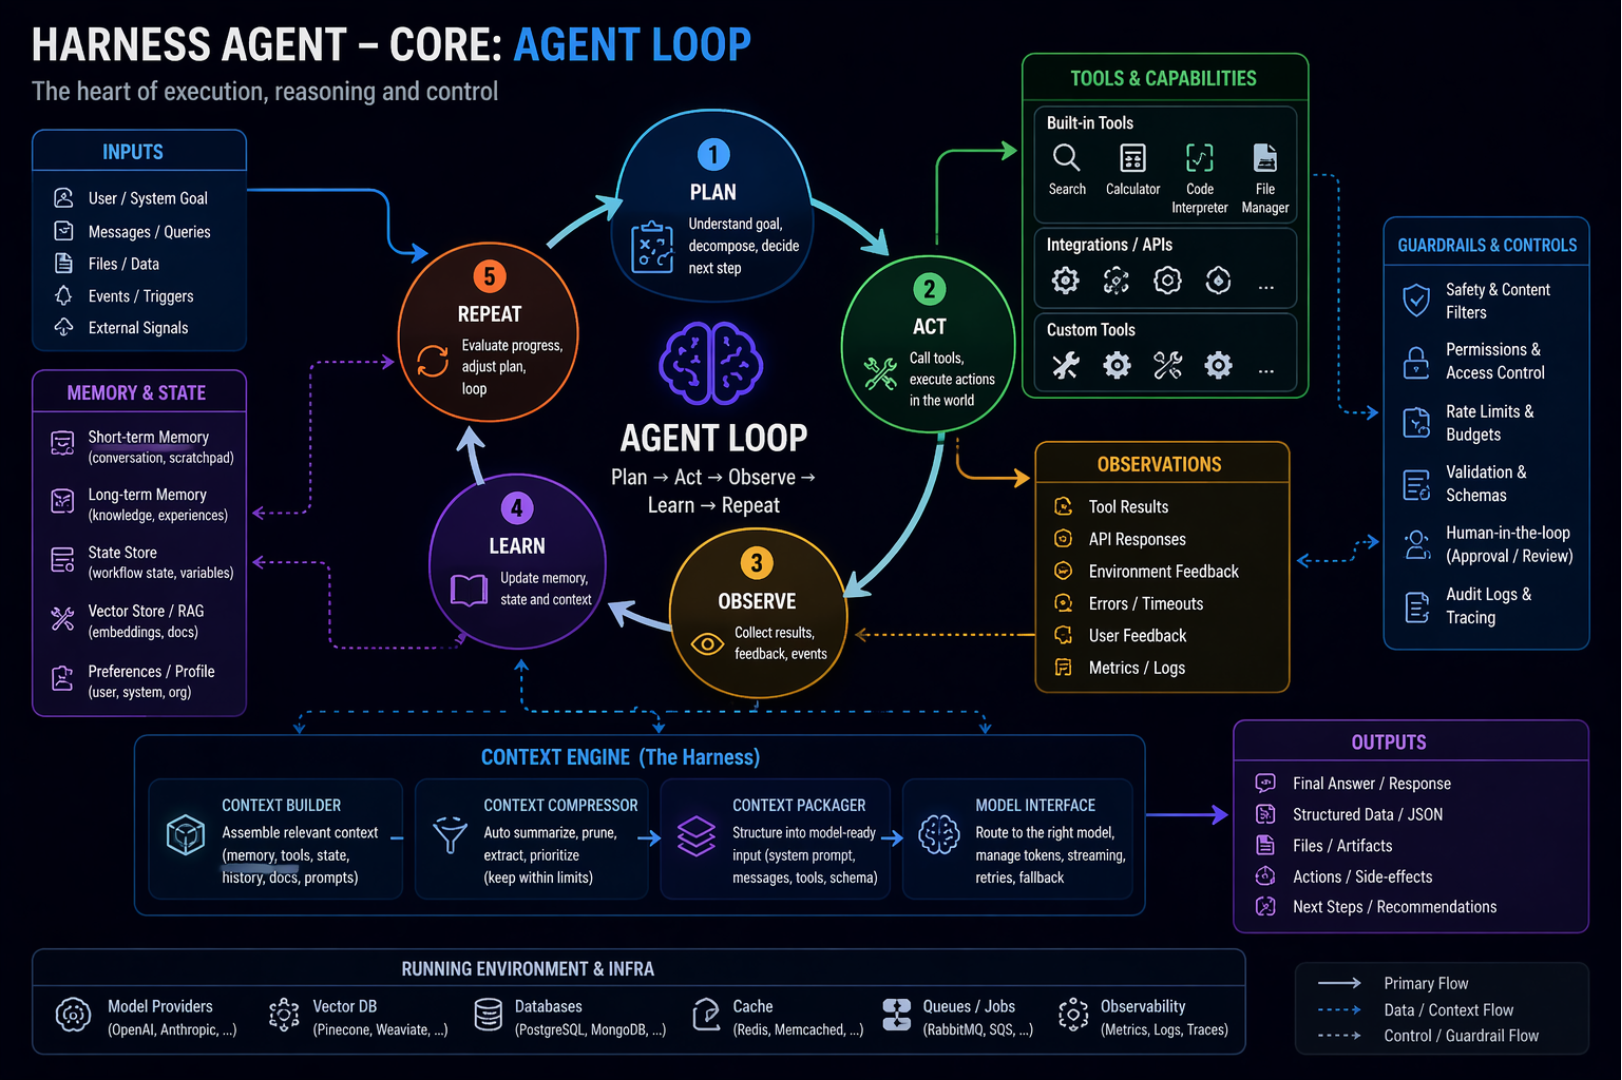 HARNESS AGENT – CORE: AGENT LOOP
The heart of execution, reasoning and control
INPUTS
User / System Goal
Messages / Queries
Files / Data
Events / Triggers
External Signals
MEMORY & STATE
Short-term Memory
(conversation, scratchpad)
Long-term Memory
(knowledge, experiences)
State Store
(workflow state, variables)
Vector Store / RAG
(embeddings, docs)
Preferences / Profile
(user, system, org)
1
PLAN
Understand goal,
decompose, decide
next step
2
ACT
Call tools,
execute actions
in the world
3
OBSERVE
Collect results,
feedback, events
4
LEARN
Update memory,
state and context
5
REPEAT
Evaluate progress,
adjust plan,
loop
AGENT LOOP
Plan → Act → Observe →
Learn → Repeat
TOOLS & CAPABILITIES
Built-in Tools
Search
Calculator
Code
Interpreter
File
Manager
Integrations / APIs
...
Custom Tools
...
OBSERVATIONS
Tool Results
API Responses
Environment Feedback
Errors / Timeouts
User Feedback
Metrics / Logs
GUARDRAILS & CONTROLS
Safety & Content
Filters
Permissions &
Access Control
Rate Limits &
Budgets
Validation &
Schemas
Human-in-the-loop
(Approval / Review)
Audit Logs &
Tracing
CONTEXT ENGINE (The Harness)
CONTEXT BUILDER
Assemble relevant context
(memory, tools, state,
history, docs, prompts)
CONTEXT COMPRESSOR
Auto summarize, prune,
extract, prioritize
(keep within limits)
CONTEXT PACKAGER
Structure into model-ready
input (system prompt,
messages, tools, schema)
MODEL INTERFACE
Route to the right model,
manage tokens, streaming,
retries, fallback
OUTPUTS
Final Answer / Response
Structured Data / JSON
Files / Artifacts
Actions / Side-effects
Next Steps / Recommendations
RUNNING ENVIRONMENT & INFRA
Model Providers
(OpenAI, Anthropic, ...)
Vector DB
(Pinecone, Weaviate, ...)
Databases
(PostgreSQL, MongoDB, ...)
Cache
(Redis, Memcached, ...)
Queues / Jobs
(RabbitMQ, SQS, ...)
Observability
(Metrics, Logs, Traces)
Primary Flow
Data / Context Flow
Control / Guardrail Flow